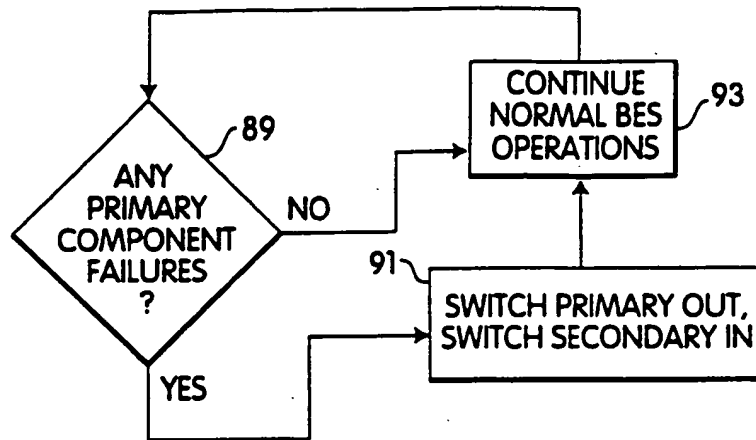 89
ANY
PRIMARY
COMPONENT
FAILURES
?
NO
YES
CONTINUE
NORMAL BES
OPERATIONS
93
91
SWITCH PRIMARY OUT,
SWITCH SECONDARY IN